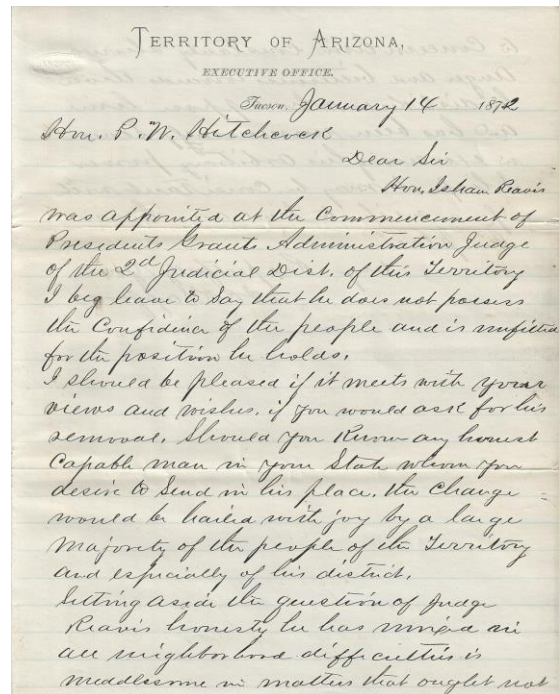 TERRITORY OF ARIZONA,
EXECUTIVE OFFICE.
Tucson, January 14 1872
Hon. P. W. Hitchcock
Dear Sir
Hon. Isham Reavis
was appointed at the Commencement of
Presidents Grants Administration Judge
of the 2d Judicial Dist. of this Territory
I beg leave to Say that he does not possess
the Confidence of the people and is unfitted
for the position he holds.
I should be pleased if it meets with your
views and wishes, if you would ask for his
removal. Should you Know any honest
Capable man in your State whom you
desire to Send in his place, the Change
would be hailed with joy by a large
Majority of the people of the Territory
and especially of his district.
Setting aside the question of Judge
Reavis honesty he has mixed in
all neighborhood difficulties is
meddlesome in matters that ought not